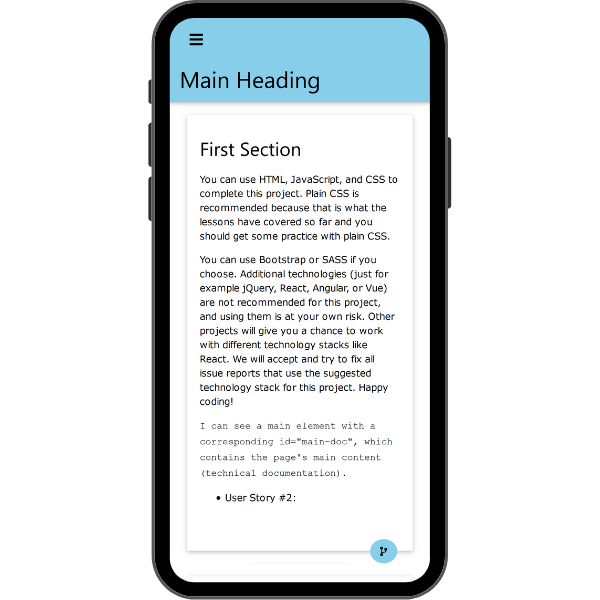 Main Heading
First Section
You can use HTML, JavaScript, and CSS to
complete this project. Plain CSS is
recommended because that is what the
lessons have covered so far and you
should get some practice with plain CSS.
You can use Bootstrap or SASS if you
choose. Additional technologies (just for
example jQuery, React, Angular, or Vue)
are not recommended for this project,
and using them is at your own risk. Other
projects will give you a chance to work
with different technology stacks like
React. We will accept and try to fix all
issue reports that use the suggested
technology stack for this project. Happy
coding!
I can see a main element with a
corresponding id="main-doc", which
contains the page's main content
(technical documentation).
• User Story #2: